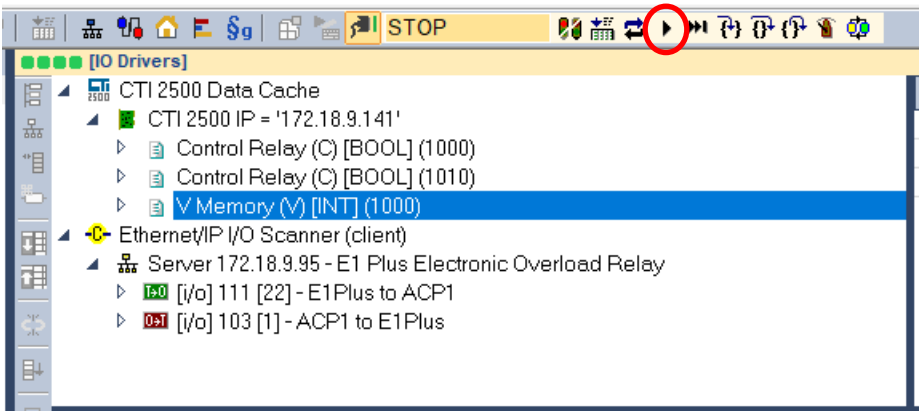 §g STOP
[IO Drivers]
2500 CTI 2500 Data Cache
CTI 2500 IP = '172.18.9.141'
Control Relay (C) [BOOL] (1000)
Control Relay (C) [BOOL] (1010)
V Memory (V) [INT] (1000)
-C- Ethernet/IP I/O Scanner (client)
Server 172.18.9.95 - E1 Plus Electronic Overload Relay
T→O [i/o] 111 [22] - E1Plus to ACP1
O→T [i/o] 103 [1] - ACP1 to E1Plus